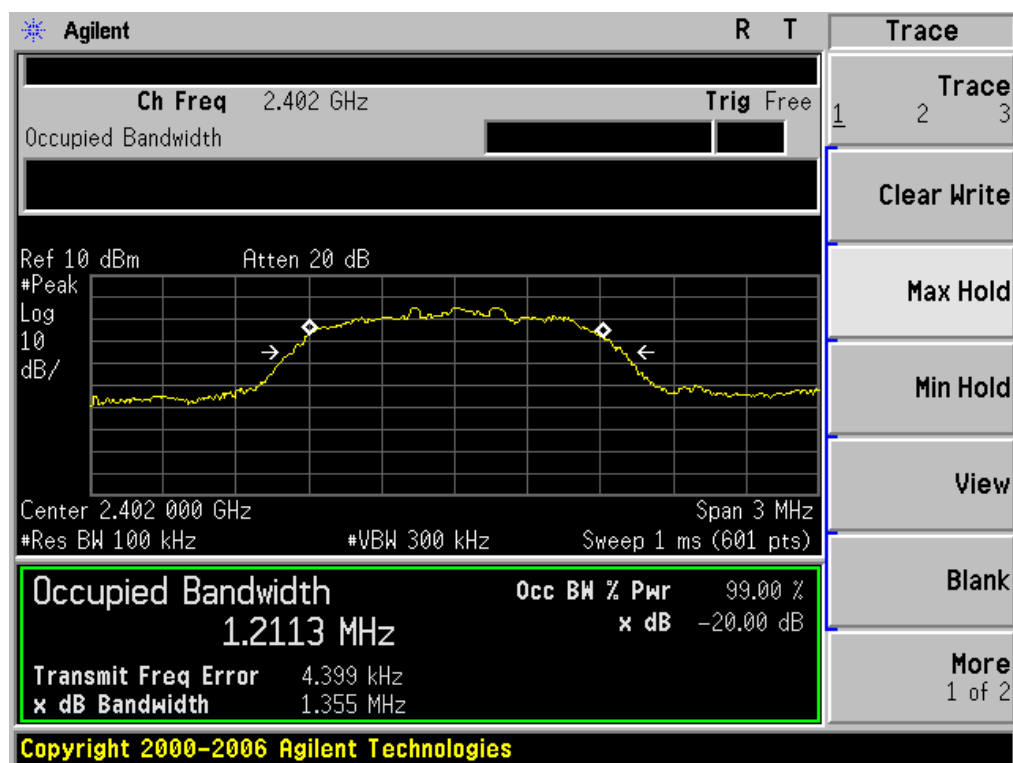 Agilent R T Trace
Ch Freq 2.402 GHz Trig Free
Occupied Bandwidth
Trace
1 2 3
Clear Write
Ref 10 dBm Atten 20 dB
#Peak
Log
10
dB/
Max Hold
Min Hold
View
Center 2.402 000 GHz Span 3 MHz
#Res BW 100 kHz #VBW 300 kHz Sweep 1 ms (601 pts)
Occupied Bandwidth
1.2113 MHz
Occ BW % Pwr 99.00 %
x dB -20.00 dB
Transmit Freq Error 4.399 kHz
x dB Bandwidth 1.355 MHz
Blank
More
1 of 2
Copyright 2000-2006 Agilent Technologies